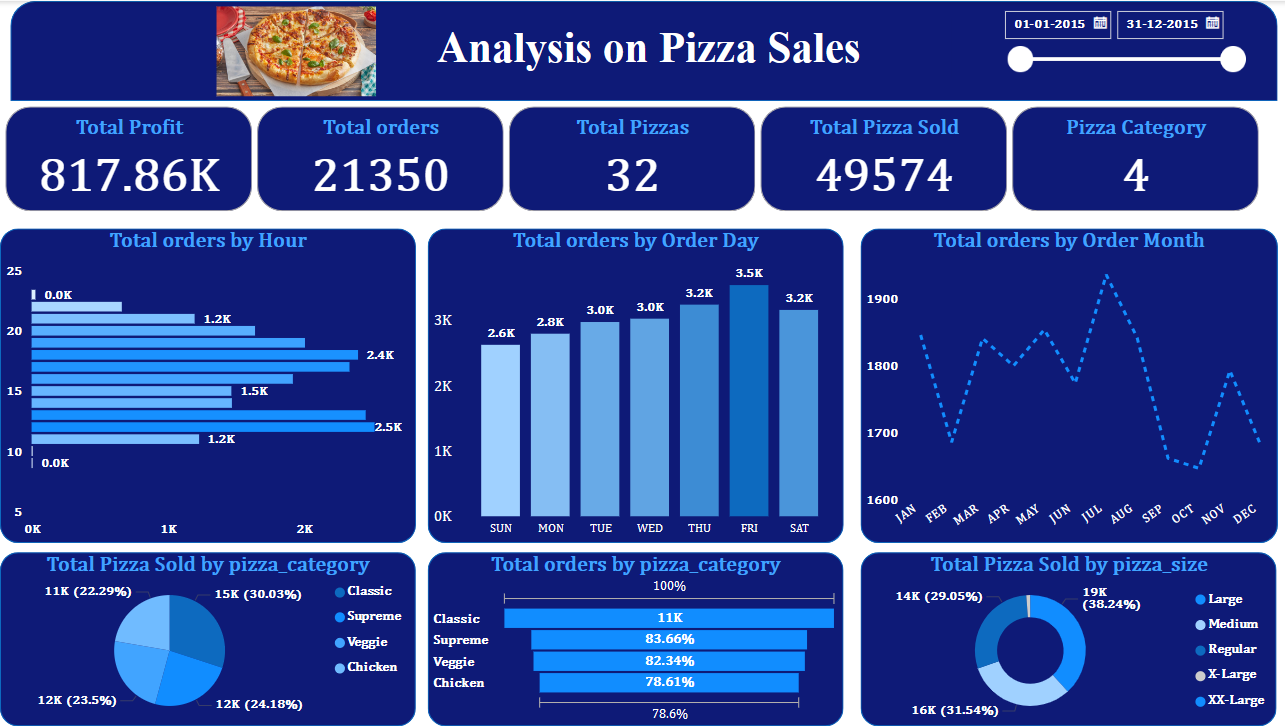 Analysis on Pizza Sales
01-01-2015
31-12-2015
Total Profit
817.86K
Total orders
21350
Total Pizzas
32
Total Pizza Sold
49574
Pizza Category
4
Total orders by Hour
25
20
15
10
5
0.0K
1.2K
2.4K
1.5K
2.5K
1.2K
0.0K
0K
1K
2K
Total orders by Order Day
3K
2K
1K
0K
2.6K
2.8K
3.0K
3.0K
3.2K
3.5K
3.2K
SUN
MON
TUE
WED
THU
FRI
SAT
Total orders by Order Month
1900
1800
1700
1600
JAN
FEB
MAR
APR
MAY
JUN
JUL
AUG
SEP
OCT
NOV
DEC
Total Pizza Sold by pizza_category
11K (22.29%)
15K (30.03%)
12K (23.5%)
12K (24.18%)
Classic
Supreme
Veggie
Chicken
Total orders by pizza_category
100%
Classic
11K
Supreme
83.66%
Veggie
82.34%
Chicken
78.61%
78.6%
Total Pizza Sold by pizza_size
14K (29.05%)
19K
(38.24%)
16K (31.54%)
Large
Medium
Regular
X-Large
XX-Large